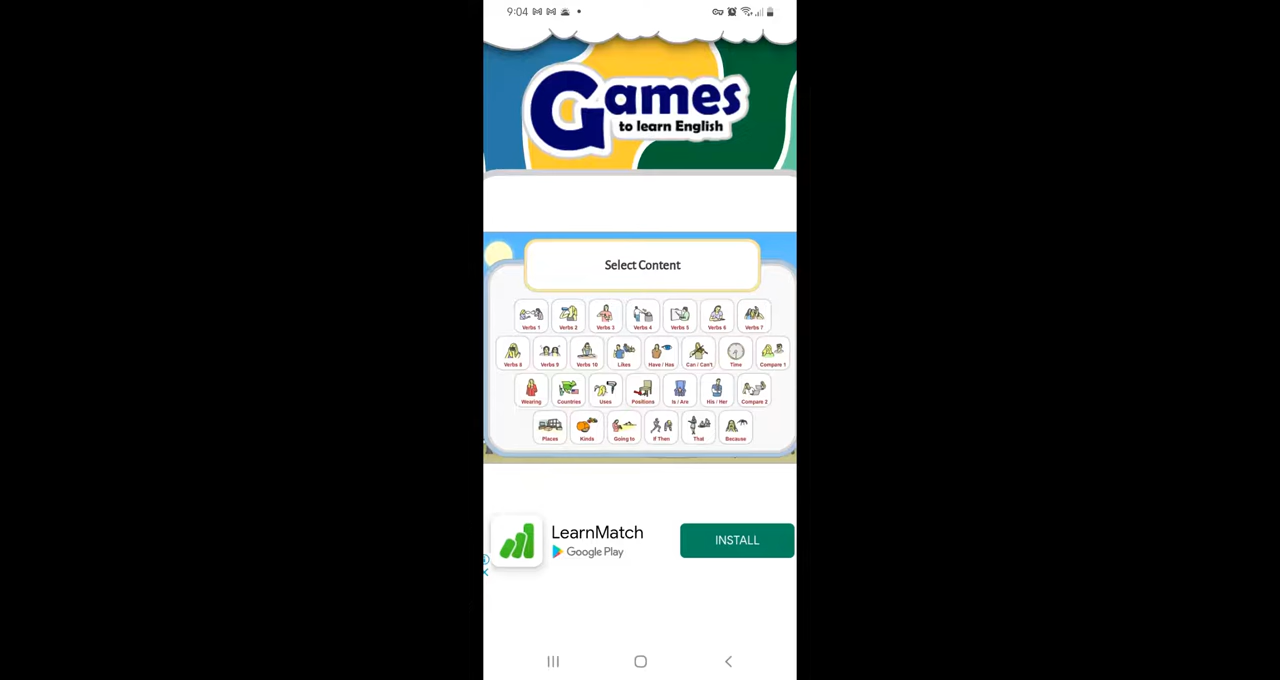 9:04
Games
to learn English
Select Content
Verbs 1 Verbs 2 Verbs 3 Verbs 4 Verbs 5 Verbs 6 Verbs 7
Verbs 8 Verbs 9 Verbs 10 Likes Have / Has Can / Can't Time Compare 1
Wearing Countries Uses Positions Is / Are His / Her Compare 2
Places Kinds Going to If Then That Because
LearnMatch
Google Play
INSTALL